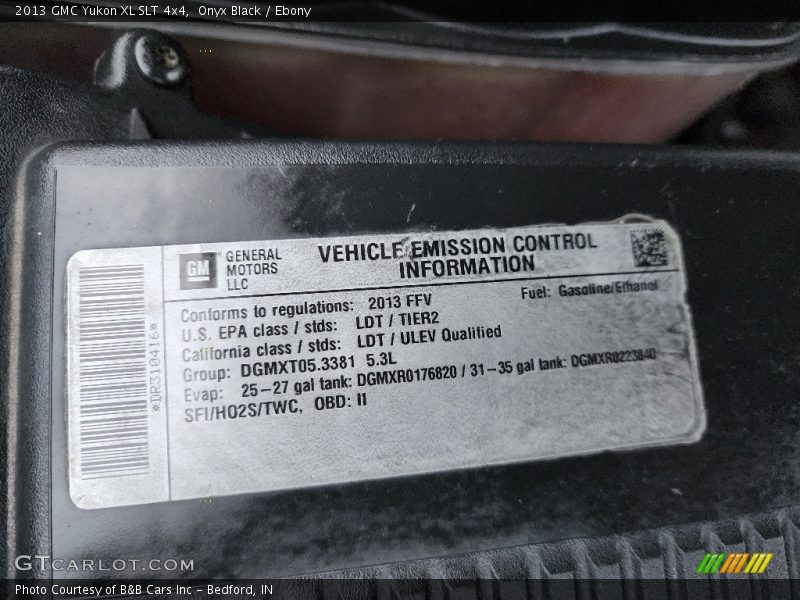 2013 GMC Yukon XL SLT 4x4,  Onyx Black / Ebony
GM
GENERAL
MOTORS
LLC
VEHICLE EMISSION CONTROL
INFORMATION
Conforms to regulations: 2013 FFV
Fuel: Gasoline/Ethanol
U.S. EPA class / stds: LDT / TIER2
California class / stds: LDT / ULEV Qualified
Group: DGMXT05.3381 5.3L
Evap: 25-27 gal tank: DGMXR0176820 / 31-35 gal tank: DGMXR0223840
SFI/HO2S/TWC, OBD: II
*DR310416*
GTCARLOT.COM
Photo Courtesy of B&B Cars Inc - Bedford, IN